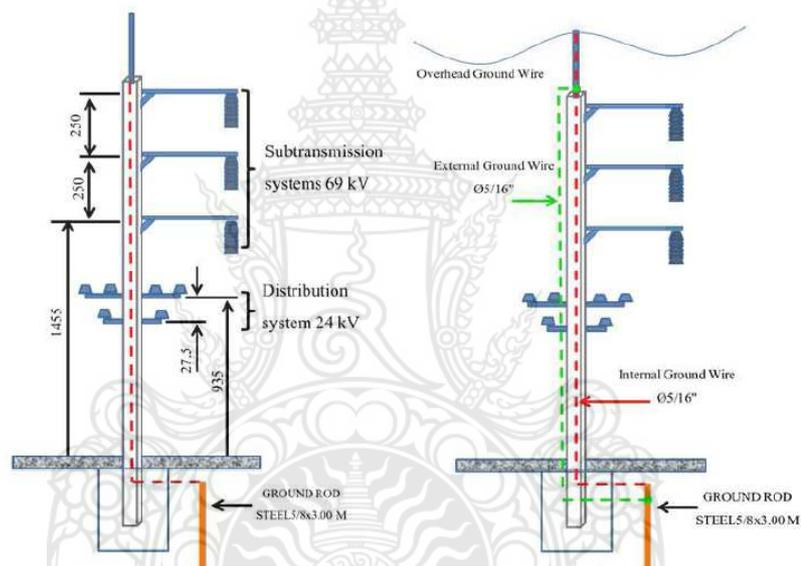 250
250
1455
Subtransmission
systems 69 kV
Distribution
system 24 kV
27.5
935
GROUND ROD
STEEL5/8x3.00 M
Overhead Ground Wire
External Ground Wire
Ø5/16"
Internal Ground Wire
Ø5/16"
GROUND ROD
STEEL5/8x3.00 M